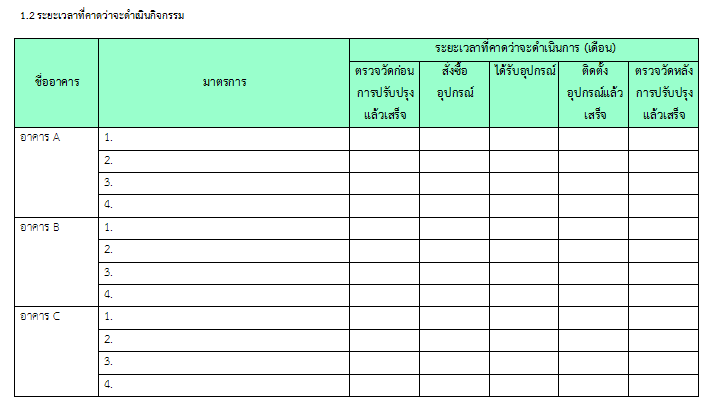 1.2 ระยะเวลาที่คาดว่าจะดำเนินกิจกรรม
ชื่ออาคาร
มาตรการ
ระยะเวลาที่คาดว่าจะดำเนินการ (เดือน)
ตรวจวัดก่อน
การปรับปรุง
แล้วเสร็จ
สั่งซื้อ
อุปกรณ์
ได้รับอุปกรณ์
ติดตั้ง
อุปกรณ์แล้ว
เสร็จ
ตรวจวัดหลัง
การปรับปรุง
แล้วเสร็จ
อาคาร A
1.
2.
3.
4.
อาคาร B
1.
2.
3.
4.
อาคาร C
1.
2.
3.
4.